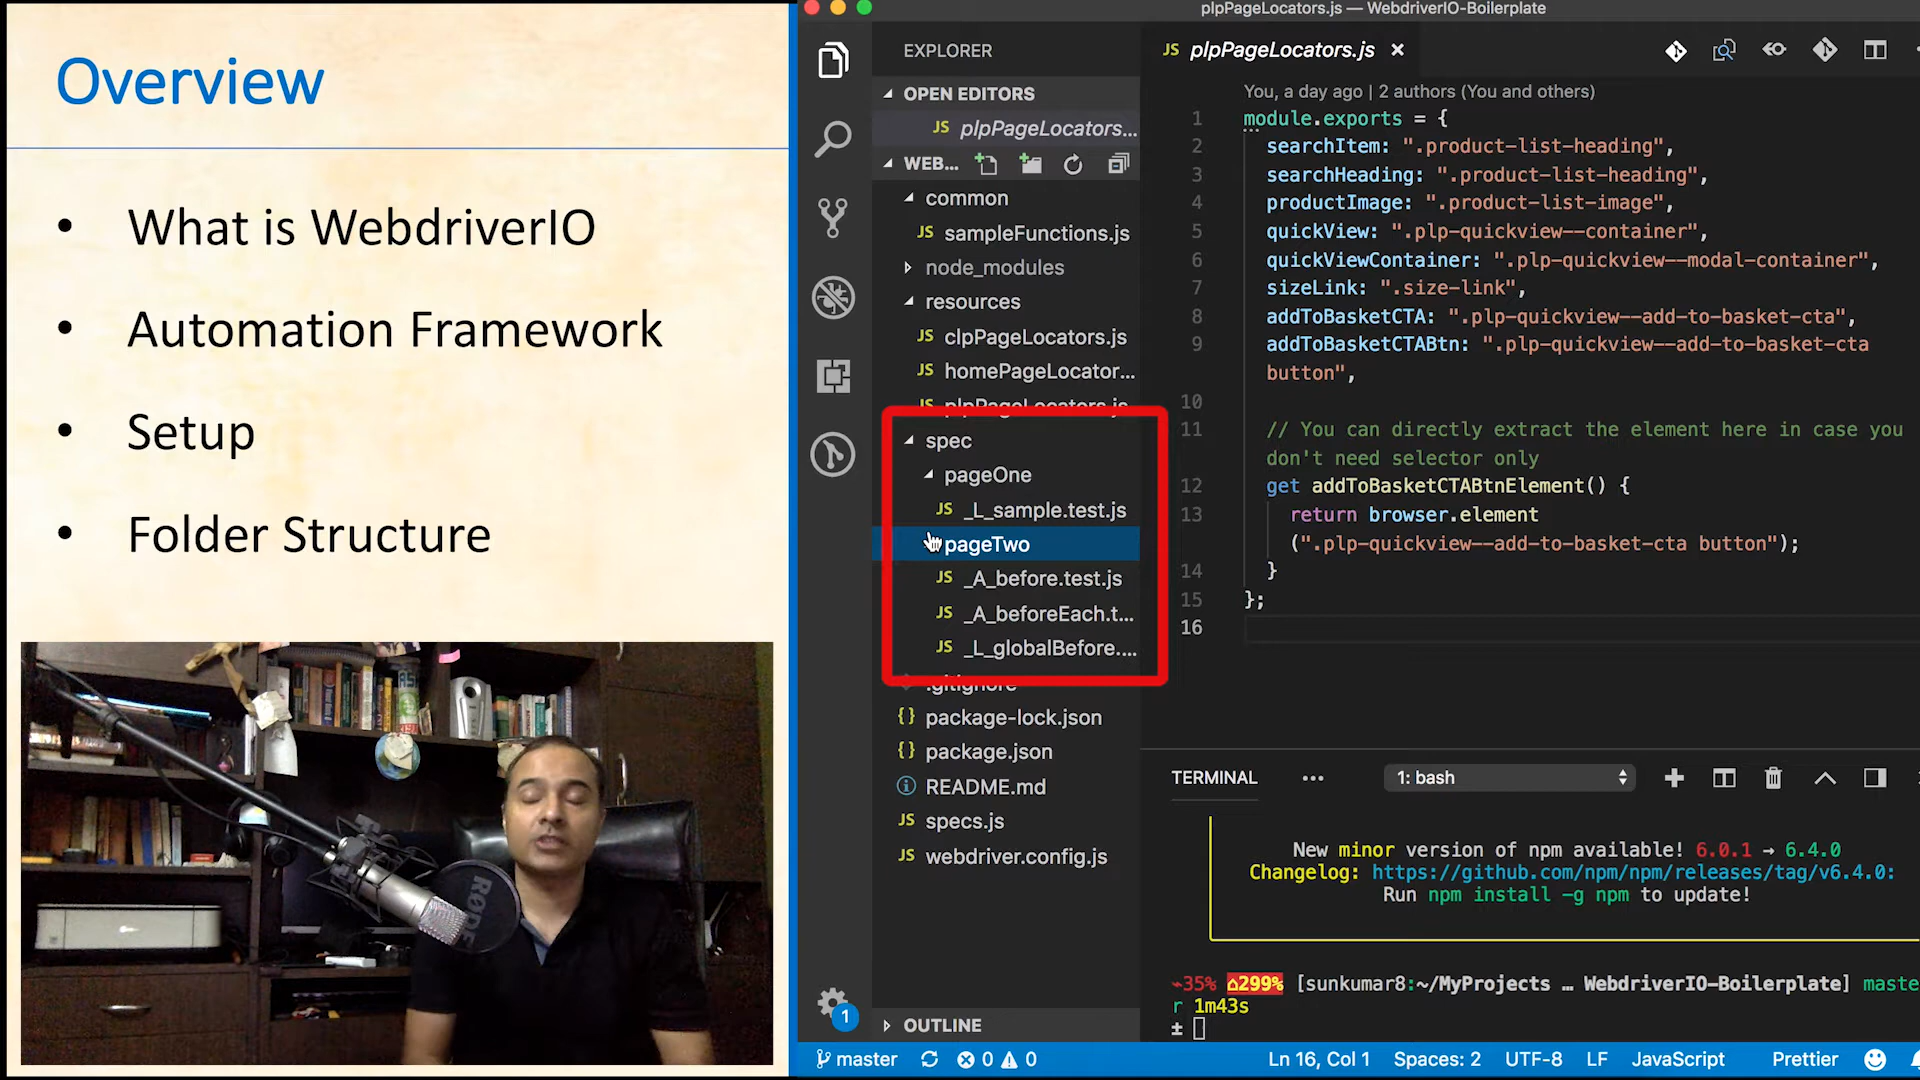 Overview
• What is WebdriverIO
• Automation Framework
• Setup
• Folder Structure
RØDE
plpPageLocators.js — WebdriverIO-Boilerplate
EXPLORER
OPEN EDITORS
JS plpPageLocators...
WEB...
common
JS sampleFunctions.js
node_modules
resources
JS clpPageLocators.js
JS homePageLocator...
JS plpPageLocators.js
spec
pageOne
JS _L_sample.test.js
pageTwo
JS _A_before.test.js
JS _A_beforeEach.t...
JS _L_globalBefore....
.gitignore
{} package-lock.json
{} package.json
README.md
JS specs.js
JS webdriver.config.js
OUTLINE
1
JS plpPageLocators.js ×
You, a day ago | 2 authors (You and others)
1 module.exports = {
2 searchItem: ".product-list-heading",
3 searchHeading: ".product-list-heading",
4 productImage: ".product-list-image",
5 quickView: ".plp-quickview--container",
6 quickViewContainer: ".plp-quickview--modal-container",
7 sizeLink: ".size-link",
8 addToBasketCTA: ".plp-quickview--add-to-basket-cta",
9 addToBasketCTABtn: ".plp-quickview--add-to-basket-cta
button",
10
11 // You can directly extract the element here in case you
don't need selector only
12 get addToBasketCTABtnElement() {
13 return browser.element
(".plp-quickview--add-to-basket-cta button");
14 }
15 };
16
TERMINAL ... 1: bash
New minor version of npm available! 6.0.1 → 6.4.0
Changelog: https://github.com/npm/npm/releases/tag/v6.4.0:
Run npm install -g npm to update!
~35% ⌂299% [sunkumar8:~/MyProjects … WebdriverIO-Boilerplate] maste
r 1m43s
±
master 0 0 Ln 16, Col 1 Spaces: 2 UTF-8 LF JavaScript Prettier